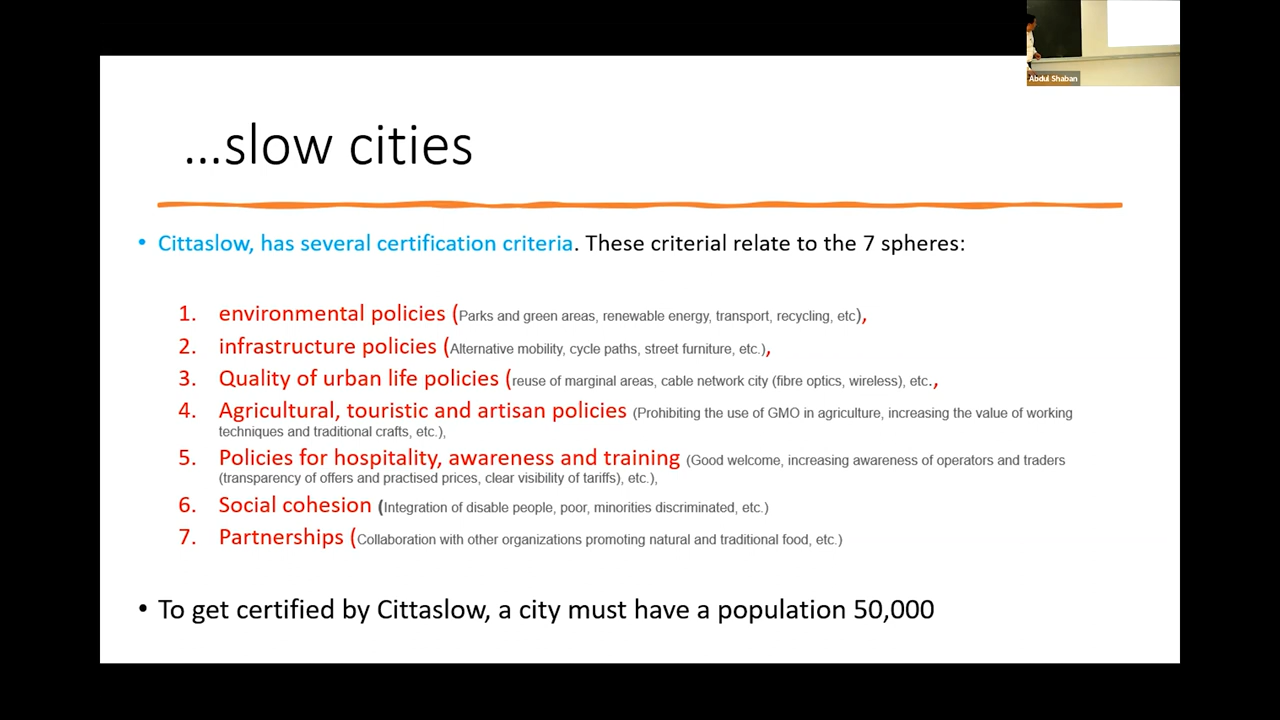 Abdul Shaban
...slow cities
• Cittaslow, has several certification criteria. These criterial relate to the 7 spheres:
1. environmental policies (Parks and green areas, renewable energy, transport, recycling, etc),
2. infrastructure policies (Alternative mobility, cycle paths, street furniture, etc.),
3. Quality of urban life policies (reuse of marginal areas, cable network city (fibre optics, wireless), etc.,
4. Agricultural, touristic and artisan policies (Prohibiting the use of GMO in agriculture, increasing the value of working
techniques and traditional crafts, etc.),
5. Policies for hospitality, awareness and training (Good welcome, increasing awareness of operators and traders
(transparency of offers and practised prices, clear visibility of tariffs), etc.),
6. Social cohesion (Integration of disable people, poor, minorities discriminated, etc.)
7. Partnerships (Collaboration with other organizations promoting natural and traditional food, etc.)
• To get certified by Cittaslow, a city must have a population 50,000